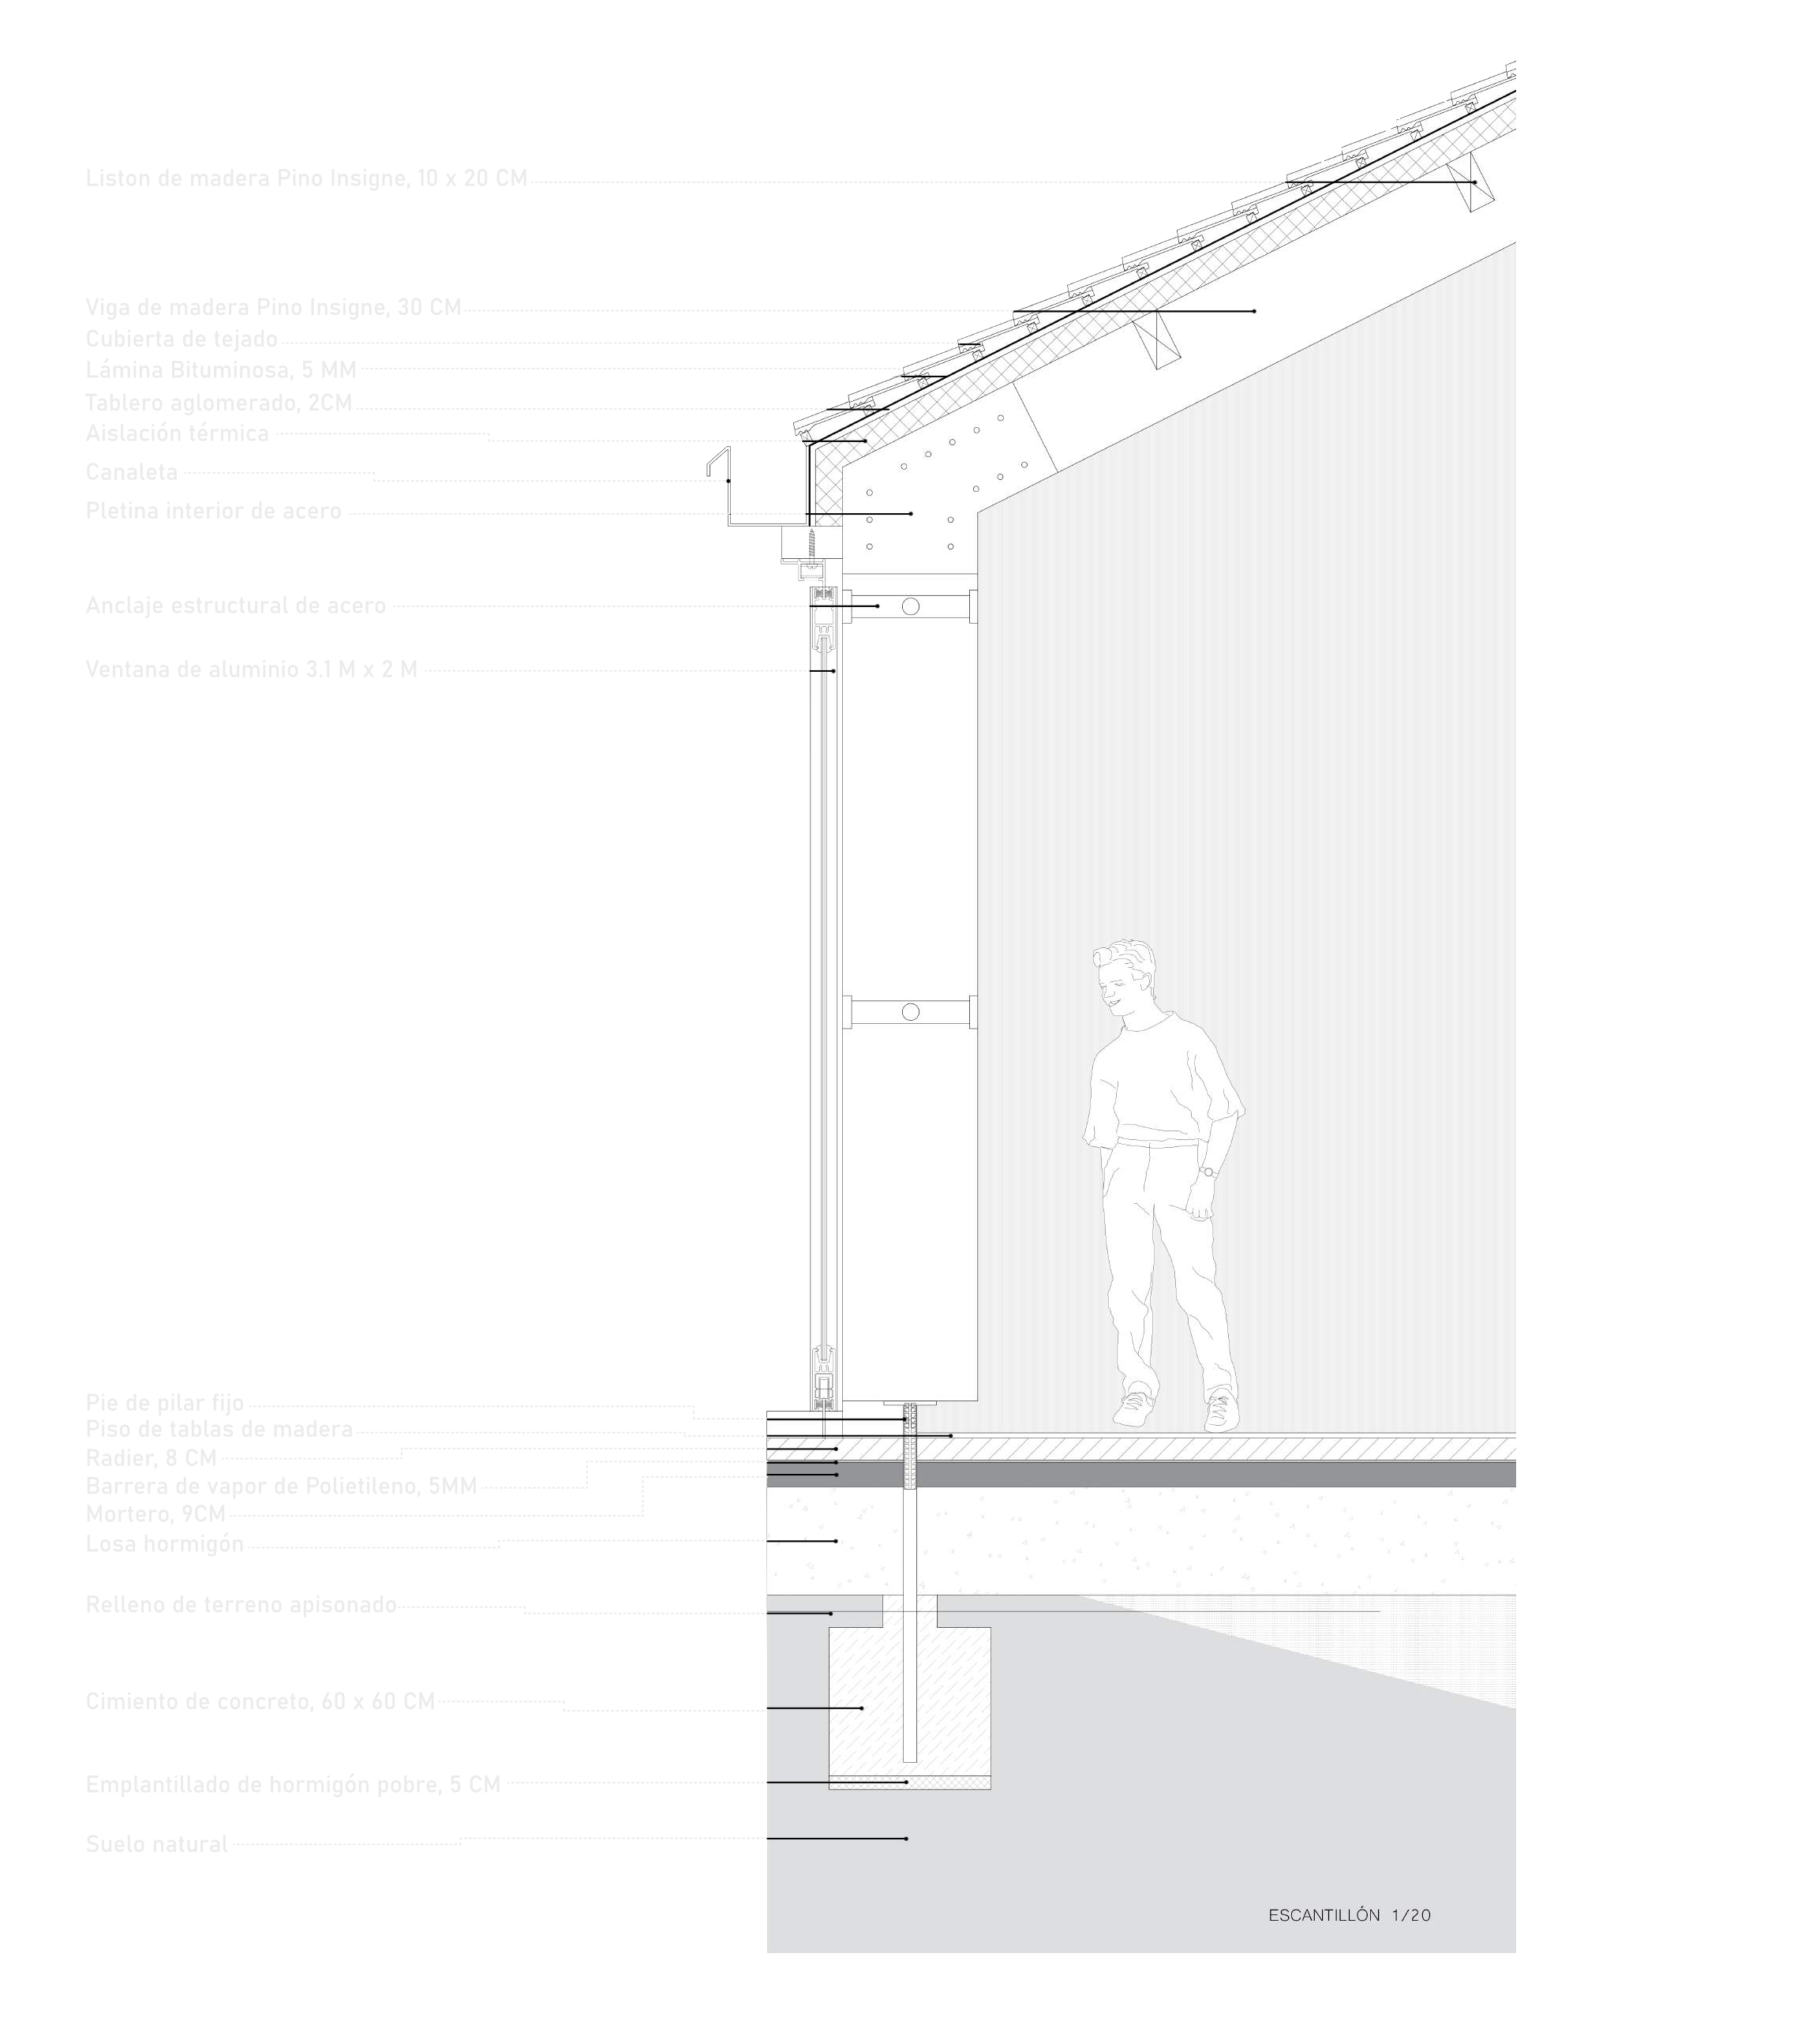 Liston de madera Pino Insigne, 10 x 20 CM
Viga de madera Pino Insigne, 30 CM
Cubierta de tejado
Lámina Bituminosa, 5 MM
Tablero aglomerado, 2CM
Aislación térmica
Canaleta
Pletina interior de acero
Anclaje estructural de acero
Ventana de aluminio 3.1 M x 2 M
Pie de pilar fijo
Piso de tablas de madera
Radier, 8 CM
Barrera de vapor de Polietileno, 5MM
Mortero, 9CM
Losa hormigón
Relleno de terreno apisonado
Cimiento de concreto, 60 x 60 CM
Emplantillado de hormigón pobre, 5 CM
Suelo natural
ESCANTILLÓN 1/20